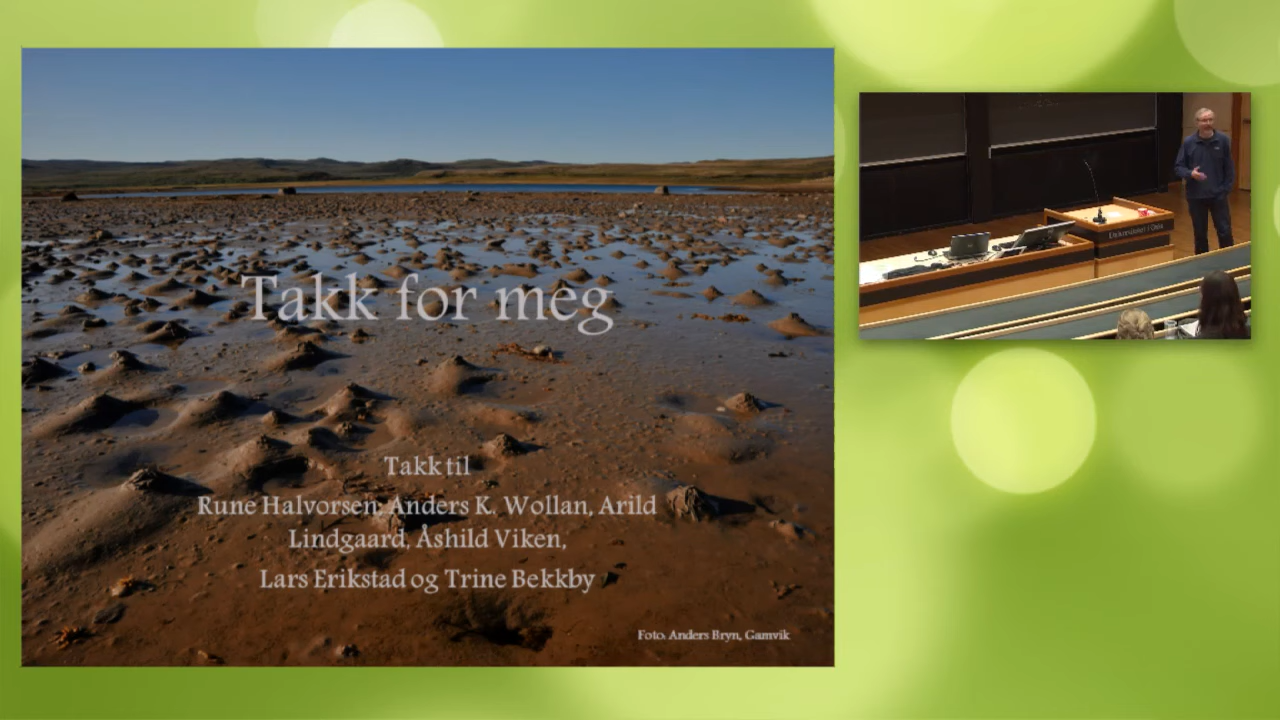 Takk for meg
Takk til
Rune Halvorsen, Anders K. Wollan, Arild
Lindgaard, Åshild Viken,
Lars Erikstad og Trine Bekkby
Foto: Anders Bryn, Gamvik